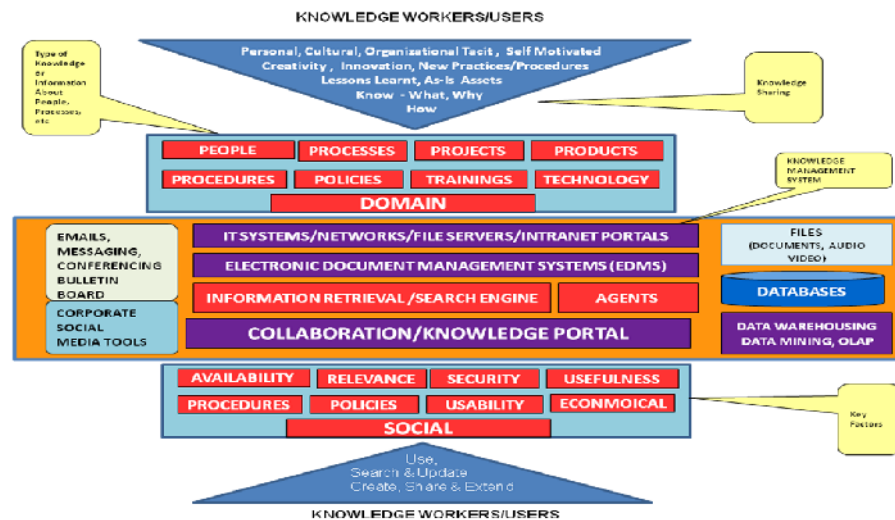 KNOWLEDGE WORKERS/USERS
Personal, Cultural, Organizational Tacit , Self Motivated
Creativity , Innovation, New Practices/Procedures
Lessons Learnt, As-Is Assets
Know - What, Why
How
Type of
Knowledge
or
Information
About
People,
Processes,
etc
Knowledge
Sharing
PEOPLE
PROCESSES
PROJECTS
PRODUCTS
PROCEDURES
POLICIES
TRAININGS
TECHNOLOGY
DOMAIN
KNOWLEDGE
MANAGEMENT
SYSTEM
EMAILS,
MESSAGING,
CONFERENCING
BULLETIN
BOARD
CORPORATE
SOCIAL
MEDIA TOOLS
IT SYSTEMS/NETWORKS/FILE SERVERS/INTRANET PORTALS
ELECTRONIC DOCUMENT MANAGEMENT SYSTEMS (EDMS)
INFORMATION RETRIEVAL /SEARCH ENGINE
AGENTS
COLLABORATION/KNOWLEDGE PORTAL
FILES
(DOCUMENTS, AUDIO
VIDEO)
DATABASES
DATA WAREHOUSING
DATA MINING, OLAP
AVAILABILITY
RELEVANCE
SECURITY
USEFULNESS
PROCEDURES
POLICIES
USABILITY
ECONMOICAL
SOCIAL
Key
Factors
Use,
Search & Update
Create, Share & Extend
KNOWLEDGE WORKERS/USERS